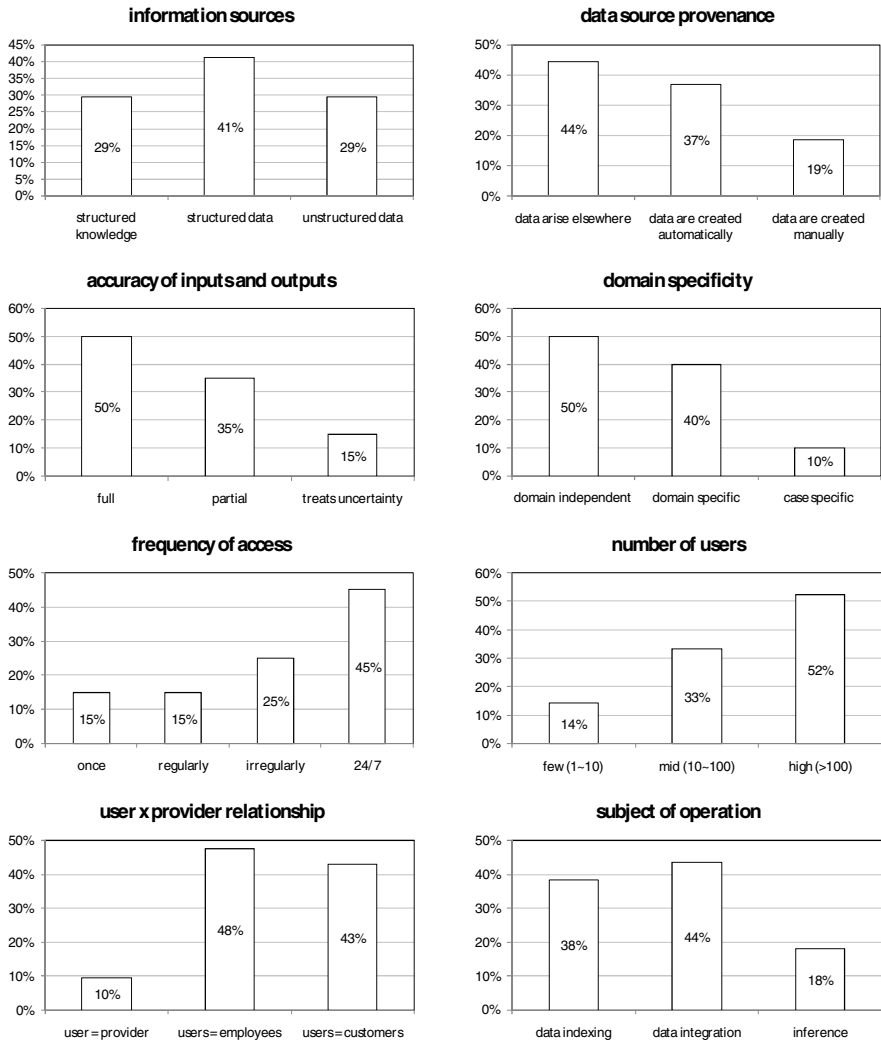 information sources
45%
40%
35%
30%
25%
20%
15%
10%
5%
0%
29%
41%
29%
structured
knowledge
structured data
unstructured data
data source provenance
50%
40%
30%
20%
10%
0%
44%
37%
19%
data arise elsewhere
data are created
automatically
data are created
manually
accuracy of inputs and outputs
60%
50%
40%
30%
20%
10%
0%
50%
35%
15%
full
partial
treats uncertainty
domain specificity
60%
50%
40%
30%
20%
10%
0%
50%
40%
10%
domain independent
domain specific
case specific
frequency of access
50%
40%
30%
20%
10%
0%
15%
15%
25%
45%
once
regularly
irregularly
24/7
number of users
60%
50%
40%
30%
20%
10%
0%
14%
33%
52%
few (1~10)
mid (10~100)
high (>100)
user x provider relationship
50%
40%
30%
20%
10%
0%
10%
48%
43%
user = provider
users = employees
users = customers
subject of operation
50%
40%
30%
20%
10%
0%
38%
44%
18%
data indexing
data integration
inference